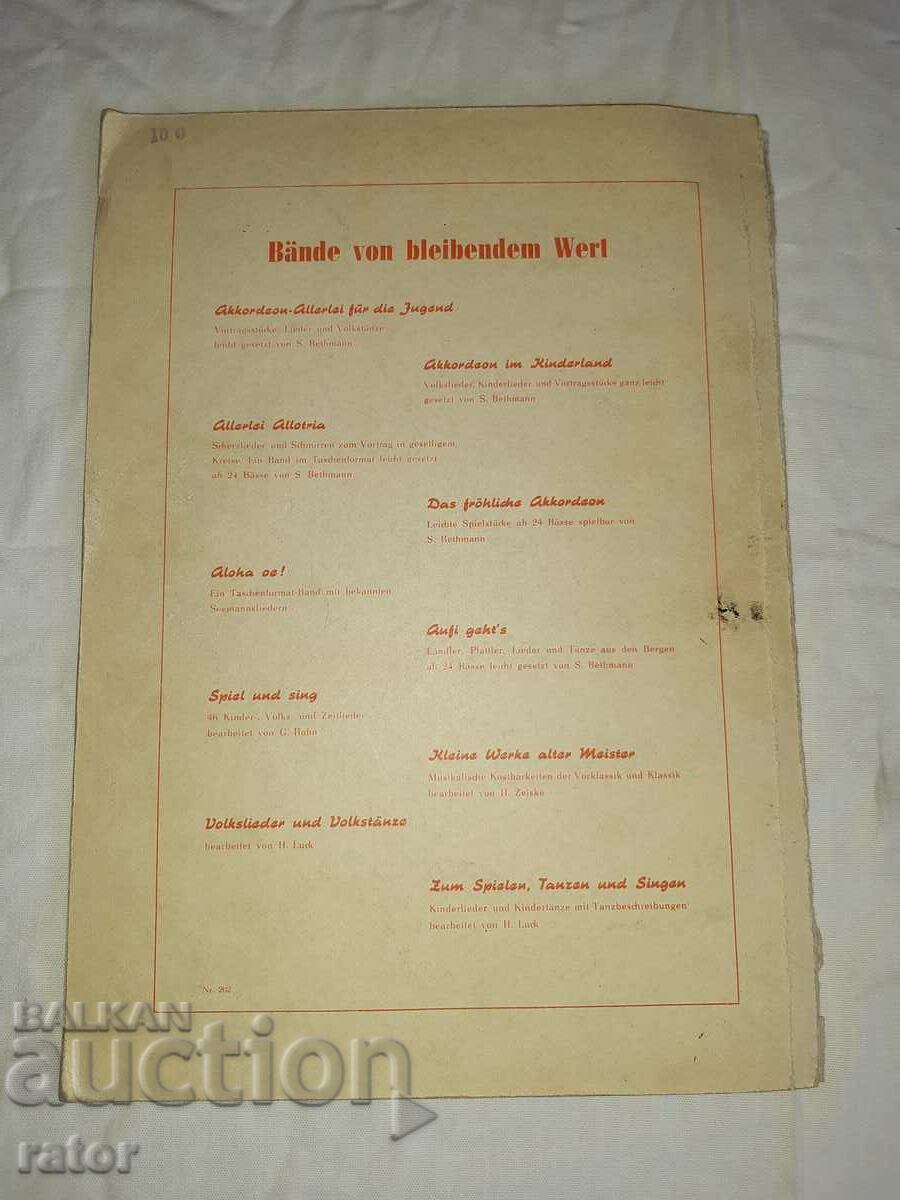 10 0
Bände von bleibendem Wert
Akkordeon-Allerlei für die Jugend
Vortragsstücke, Lieder und Volkstänze
leicht gesetzt von S. Bethmann
Akkordeon im Kinderland
Volkslieder, Kinderlieder und Vortragsstücke ganz leicht
gesetzt von S. Bethmann
Allerlei Allotria
Scherzlieder und Schnurren zum Vortrag in geselligem
Kreise. Ein Band im Taschenformat leicht gesetzt
ab 24 Bässe von S. Bethmann
Das fröhliche Akkordeon
Leichte Spielstücke ab 24 Bässe spielbar von
S. Bethmann
Aloha oe!
Ein Taschenformat-Band mit bekannten
Seemannsliedern
Aufi geht's
Ländler, Plattler, Lieder und Tänze aus den Bergen
ab 24 Bässe leicht gesetzt von S. Bethmann
Spiel und sing
46 Kinder-, Volks- und Zeitlieder
bearbeitet von G. Hahn
Kleine Werke alter Meister
Musikalische Kostbarkeiten der Vorklassik und Klassik
bearbeitet von H. Zeiske
Volkslieder und Volkstänze
bearbeitet von H. Luck
Zum Spielen, Tanzen und Singen
Kinderlieder und Kindertänze mit Tanzbeschreibungen
bearbeitet von H. Luck
Nr. 262
BALKAN
auction
rator